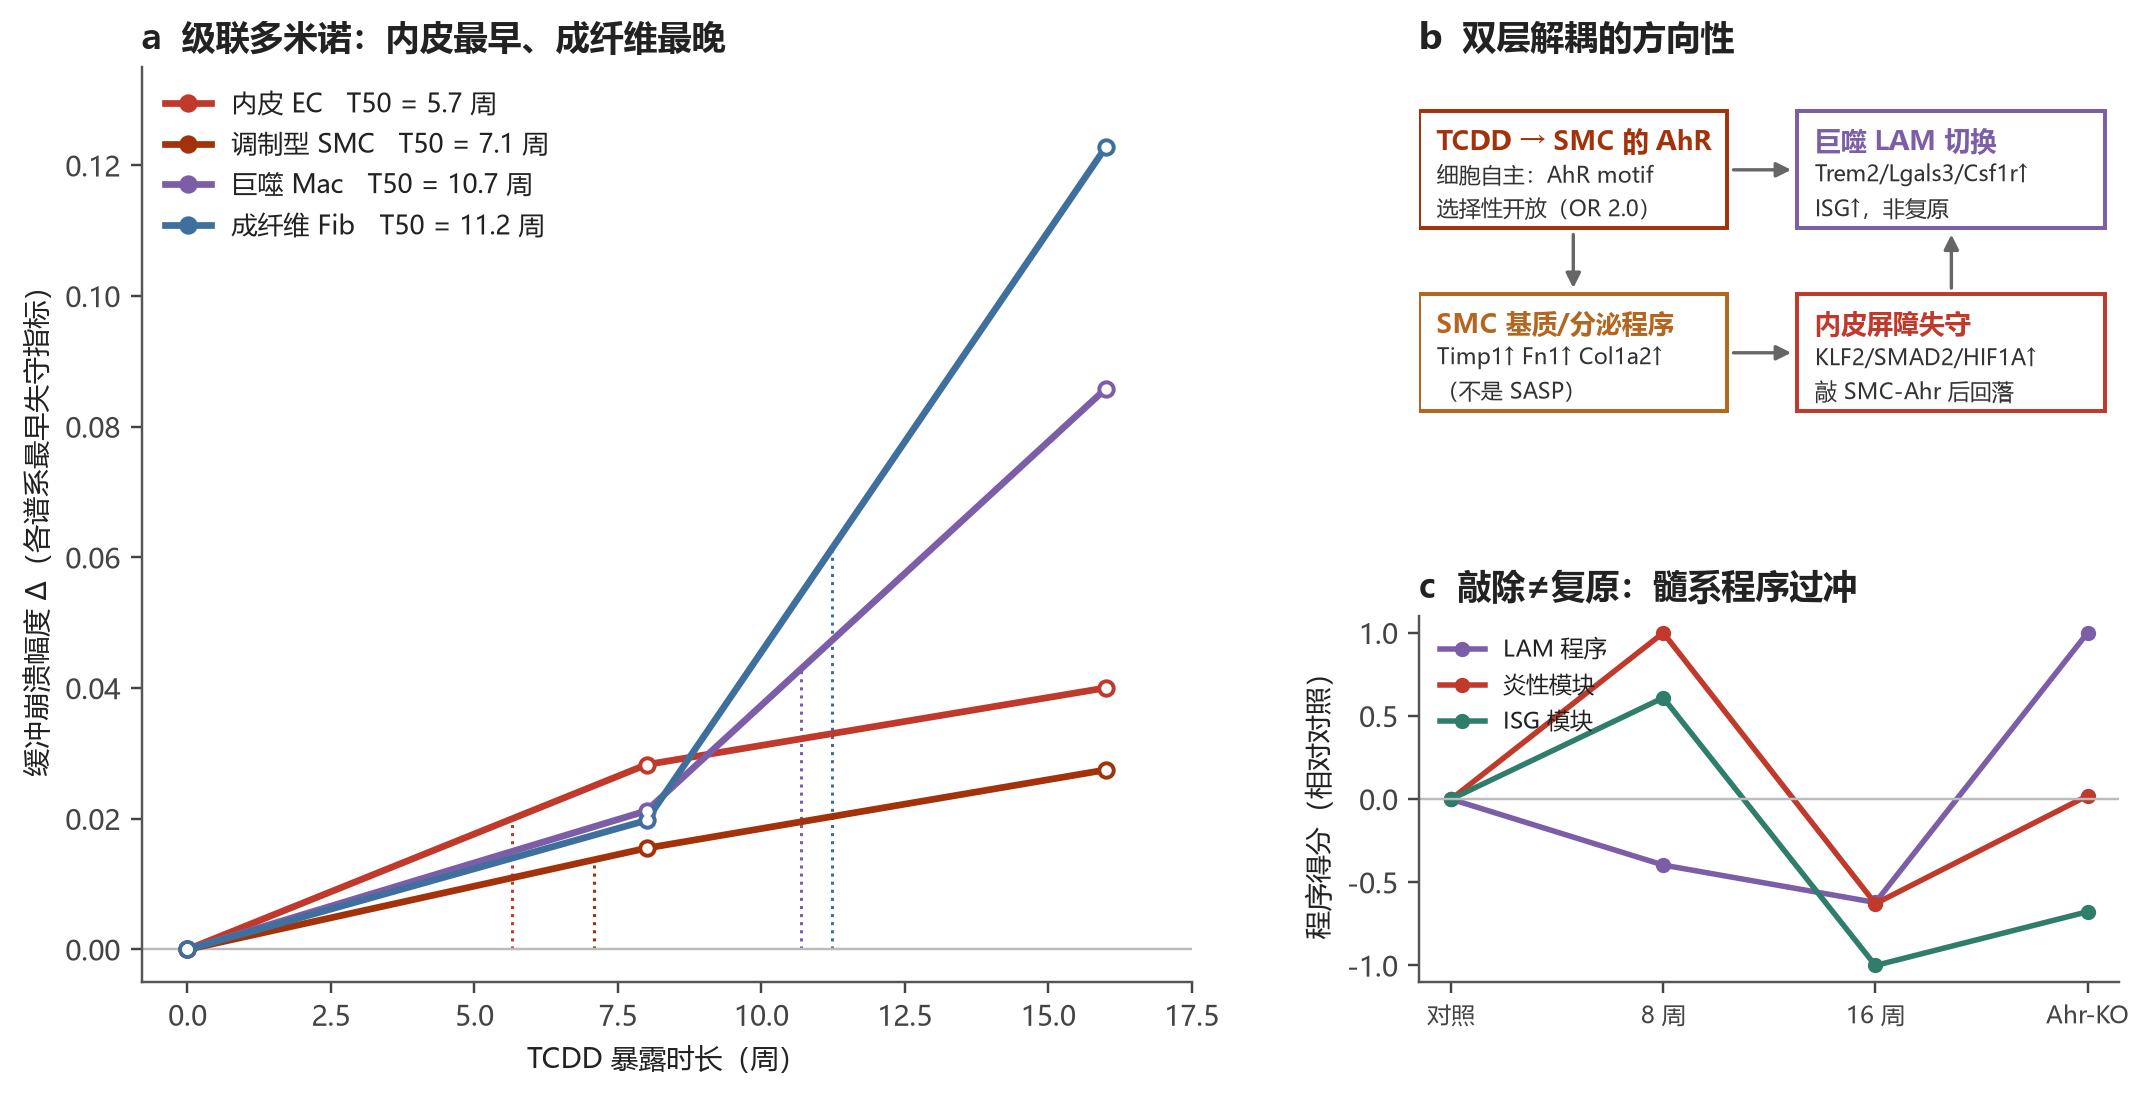 a 级联多米诺：内皮最早、成纤维最晚
内皮 EC T50 = 5.7 周
调制型 SMC T50 = 7.1 周
巨噬 Mac T50 = 10.7 周
成纤维 Fib T50 = 11.2 周
缓冲崩溃幅度 Δ（各谱系最早失守指标）
0.12
0.10
0.08
0.06
0.04
0.02
0.00
0.0 2.5 5.0 7.5 10.0 12.5 15.0 17.5
TCDD 暴露时长（周）
b 双层解耦的方向性
TCDD → SMC 的 AhR
细胞自主：AhR motif
选择性开放（OR 2.0）
巨噬 LAM 切换
Trem2/Lgals3/Csf1r↑
ISG↑，非复原
SMC 基质/分泌程序
Timp1↑ Fn1↑ Col1a2↑
（不是 SASP）
内皮屏障失守
KLF2/SMAD2/HIF1A↑
敲 SMC-Ahr 后回落
c 敲除≠复原：髓系程序过冲
LAM 程序
炎性模块
ISG 模块
程序得分（相对对照）
1.0
0.5
0.0
-0.5
-1.0
对照 8 周 16 周 Ahr-KO